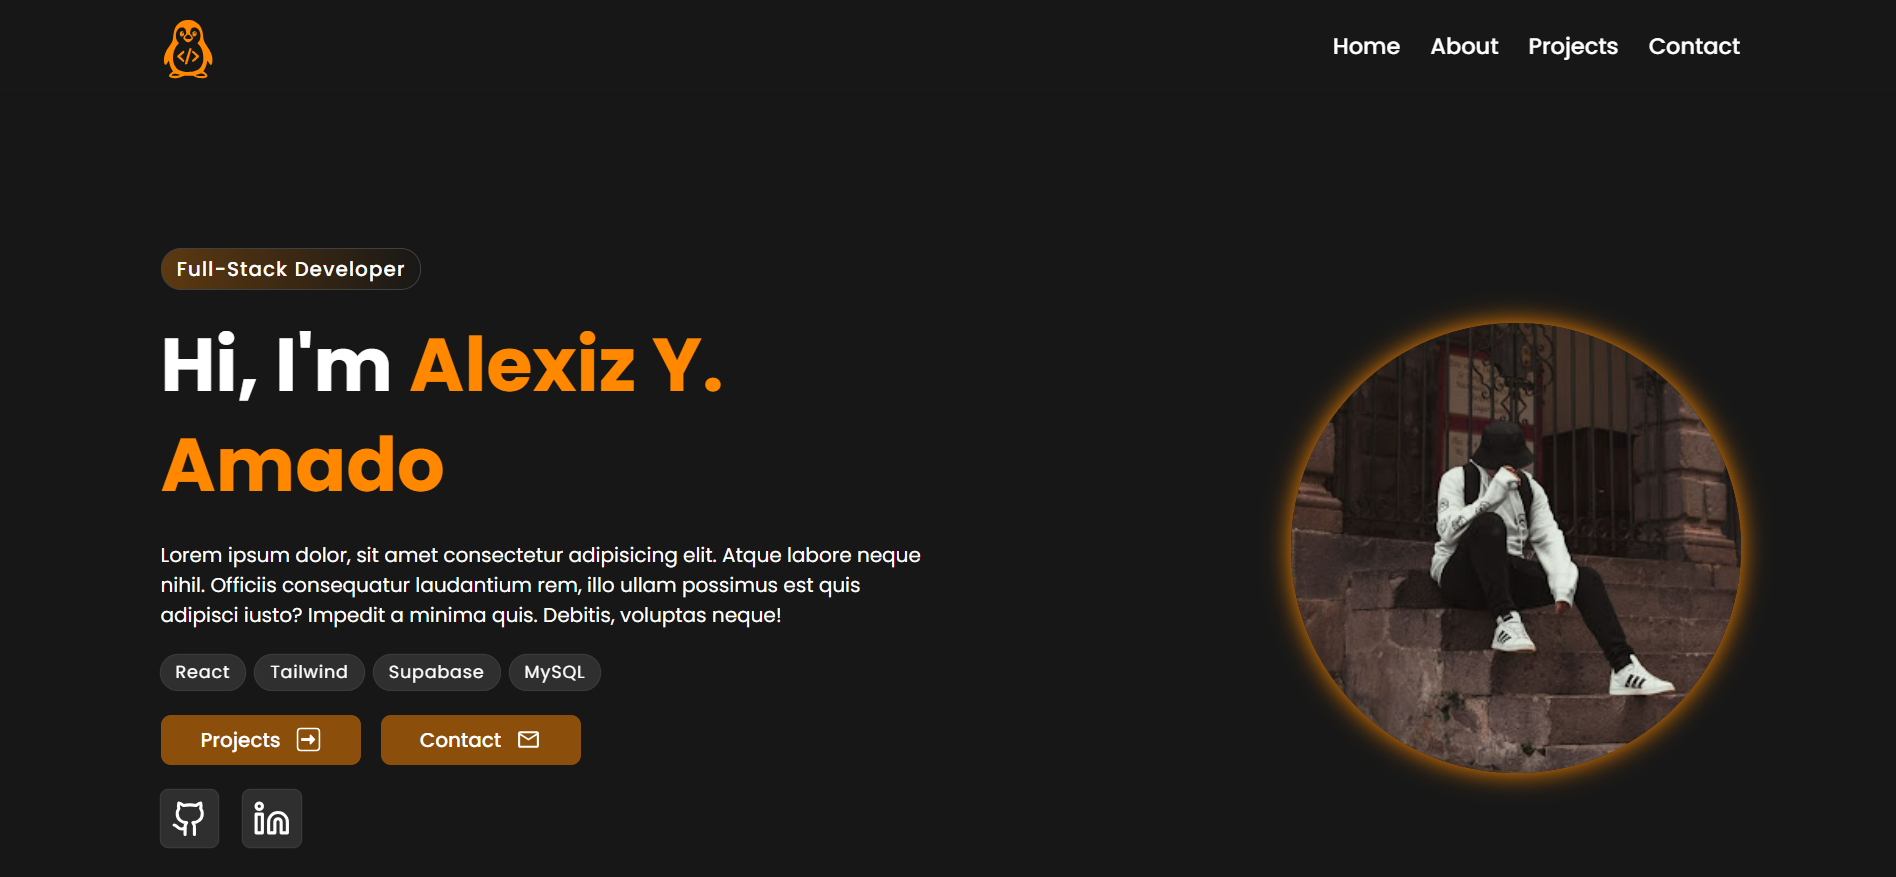 </>
Home About Projects Contact
Full-Stack Developer
Hi, I'm Alexiz Y.
Amado
Lorem ipsum dolor, sit amet consectetur adipisicing elit. Atque labore neque
nihil. Officiis consequatur laudantium rem, illo ullam possimus est quis
adipisci iusto? Impedit a minima quis. Debitis, voluptas neque!
React Tailwind Supabase MySQL
Projects Contact
in